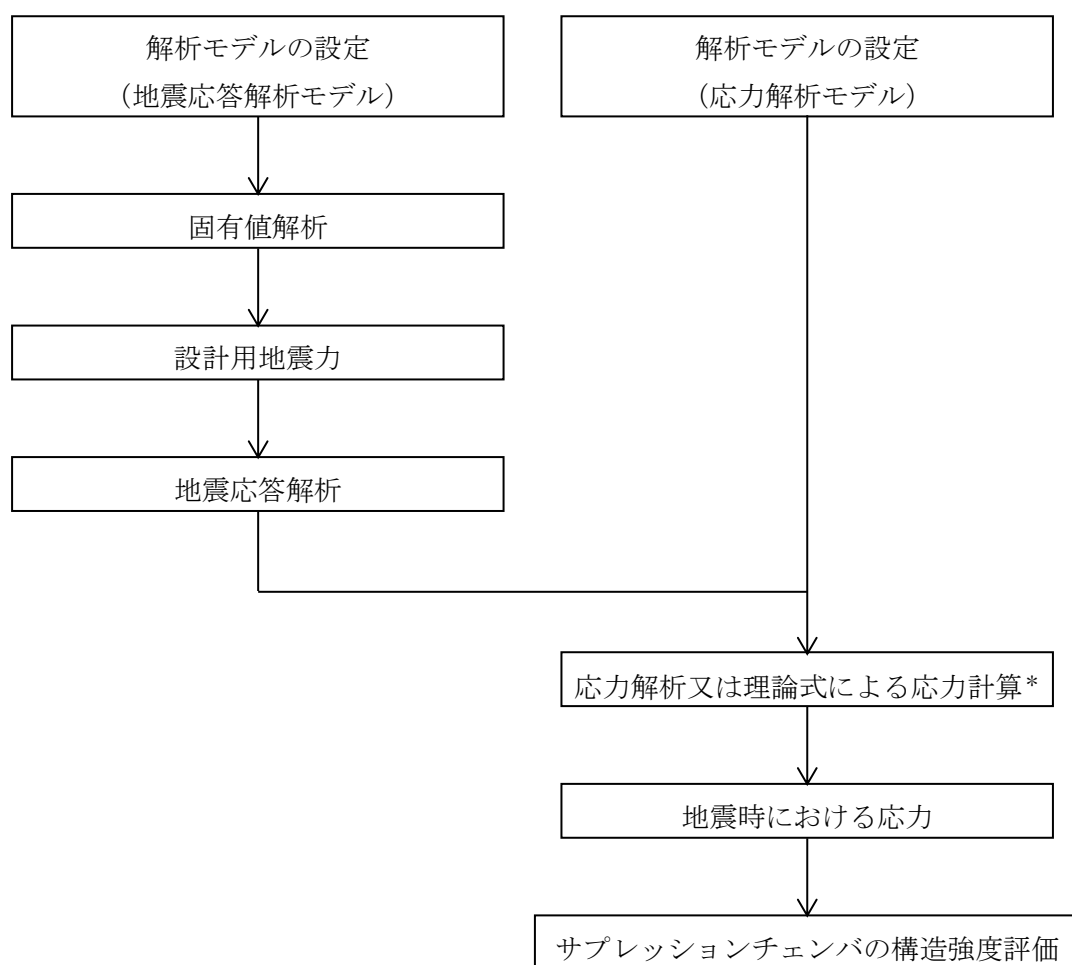 解析モデルの設定
（地震応答解析モデル）
解析モデルの設定
（応力解析モデル）
固有値解析
設計用地震力
地震応答解析
応力解析又は理論式による応力計算*
地震時における応力
サプレッションチェンバの構造強度評価